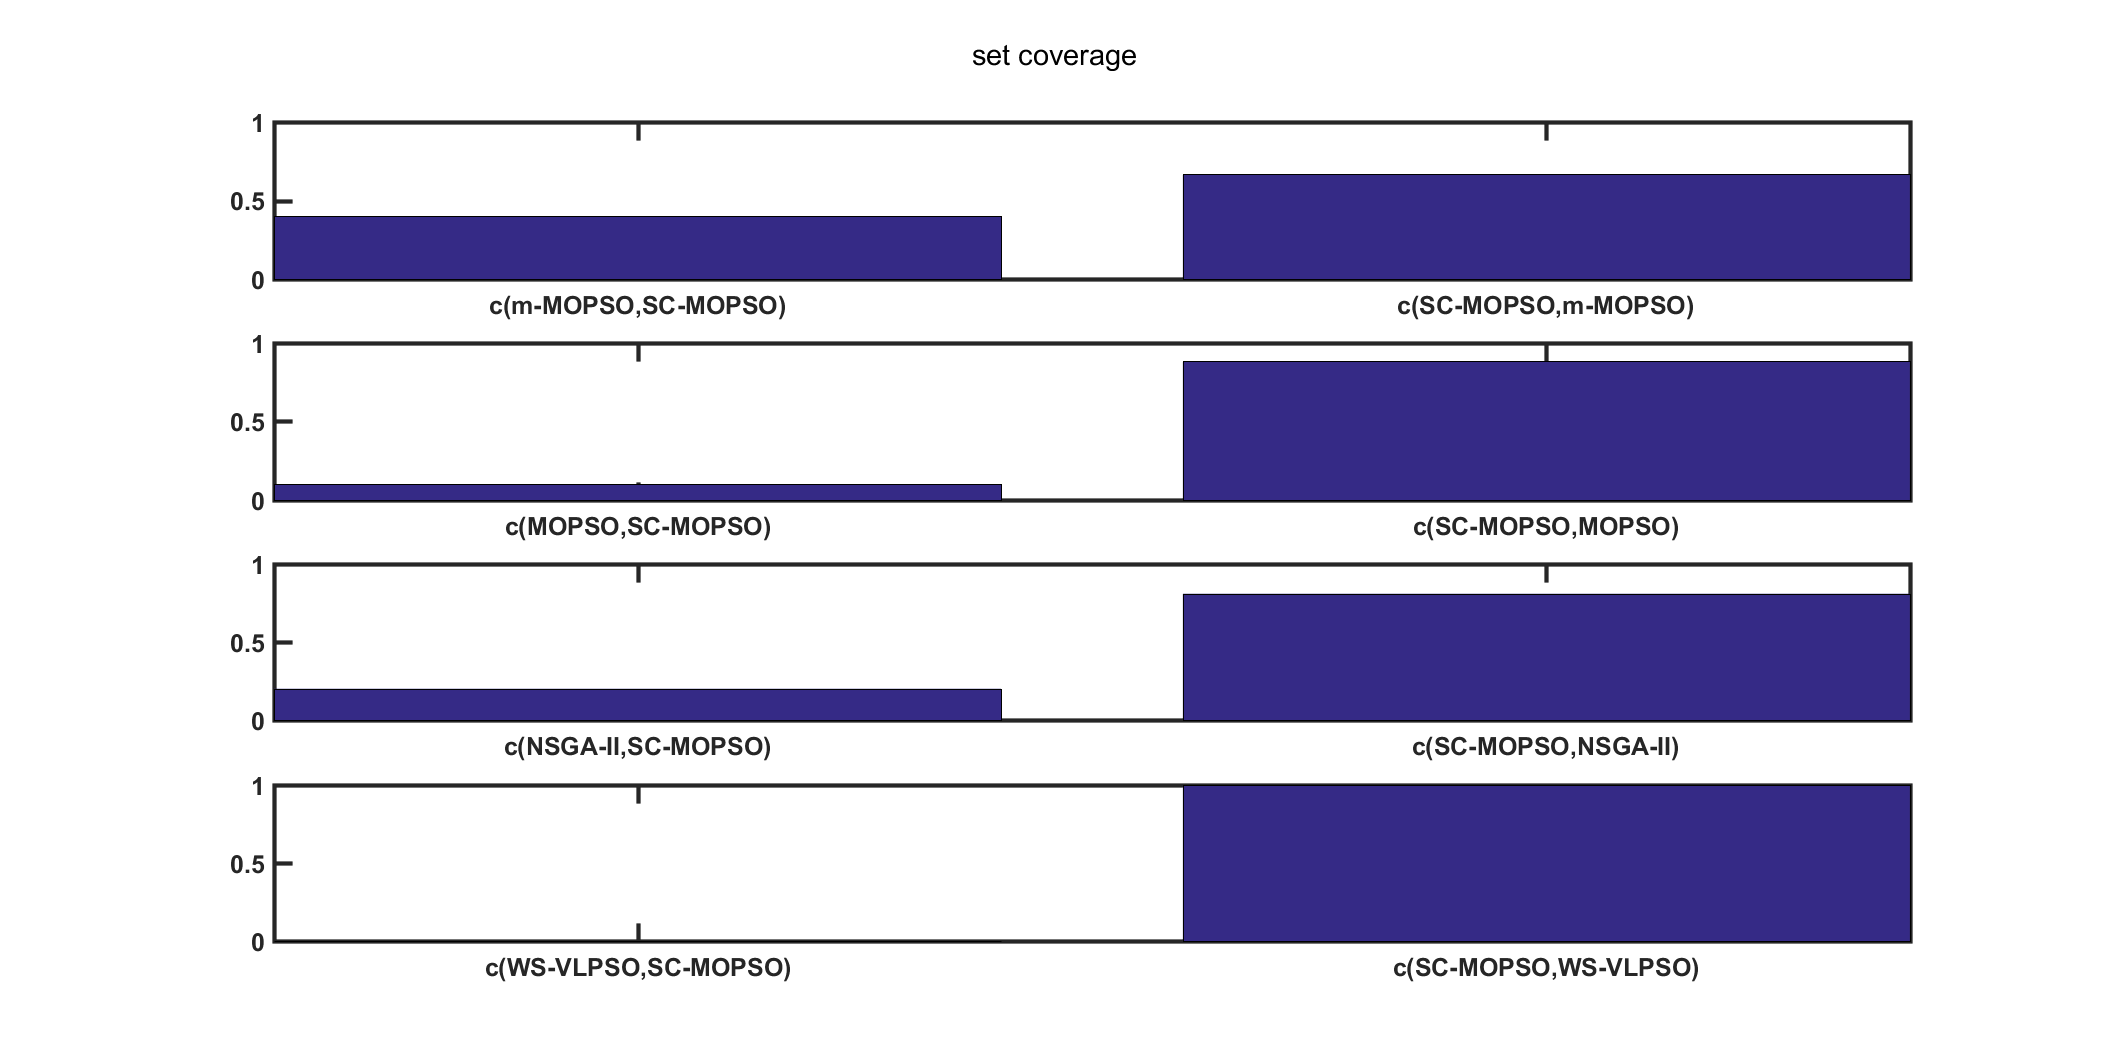 set coverage
1
0.5
0
c(m-MOPSO,SC-MOPSO) c(SC-MOPSO,m-MOPSO)
1
0.5
0
c(MOPSO,SC-MOPSO) c(SC-MOPSO,MOPSO)
1
0.5
0
c(NSGA-II,SC-MOPSO) c(SC-MOPSO,NSGA-II)
1
0.5
0
c(WS-VLPSO,SC-MOPSO) c(SC-MOPSO,WS-VLPSO)